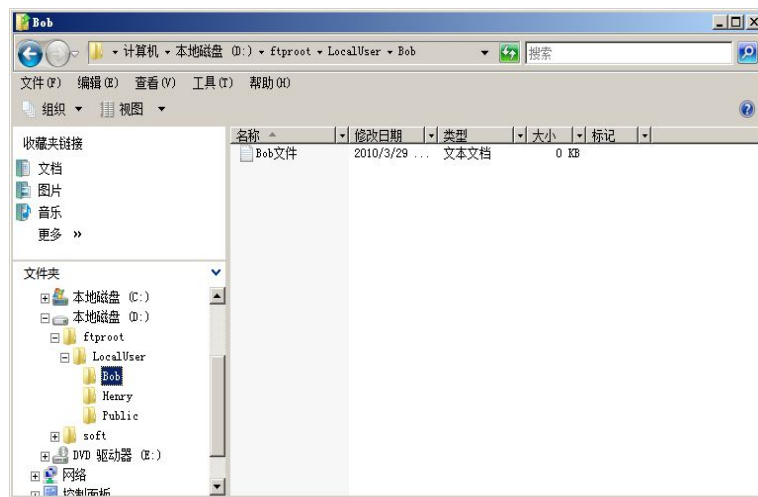 Bob
计算机 本地磁盘 (D:) ftproot LocalUser Bob 搜索
文件(F) 编辑(E) 查看(V) 工具(T) 帮助(H)
组织 视图
收藏夹链接
文档
图片
音乐
更多 »
名称 修改日期 类型 大小 标记
Bob文件 2010/3/29 ... 文本文档 0 KB
文件夹
本地磁盘 (C:)
本地磁盘 (D:)
ftproot
LocalUser
Bob
Henry
Public
soft
DVD 驱动器 (E:)
网络
控制面板